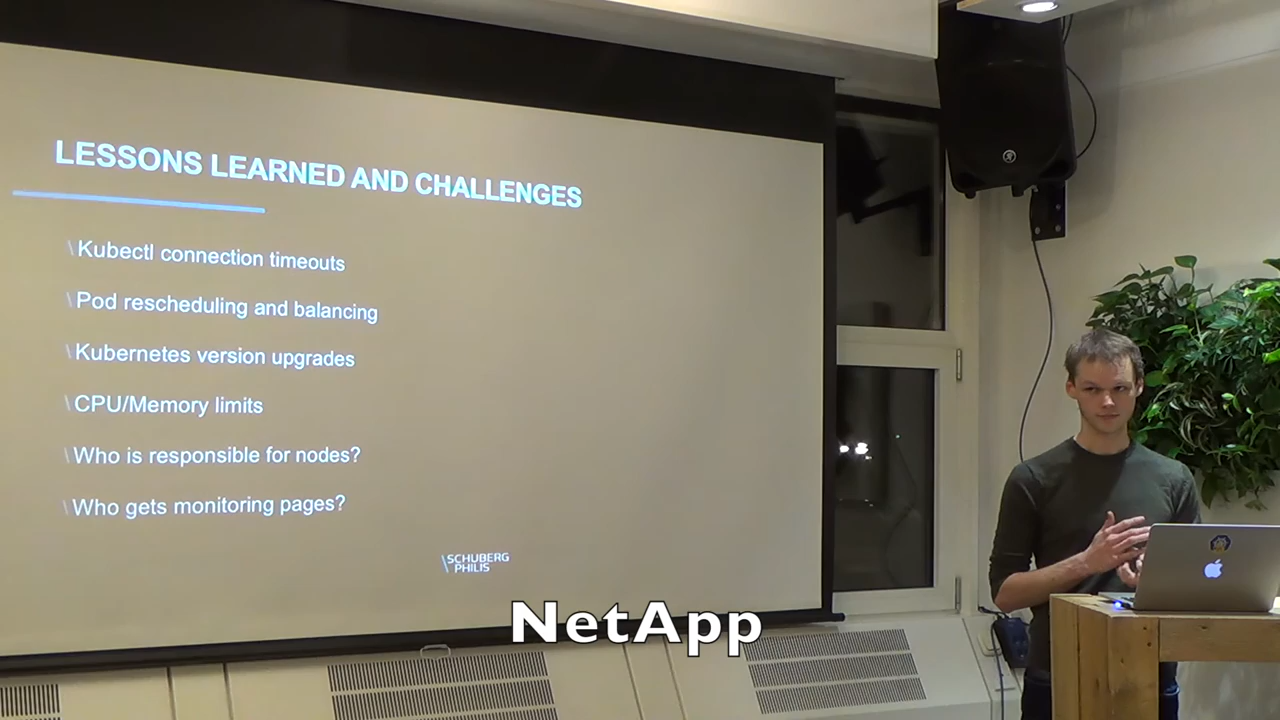 LESSONS LEARNED AND CHALLENGES
\Kubectl connection timeouts
\Pod rescheduling and balancing
\Kubernetes version upgrades
\CPU/Memory limits
\Who is responsible for nodes?
\Who gets monitoring pages?
\SCHUBERG
PHILIS
NetApp